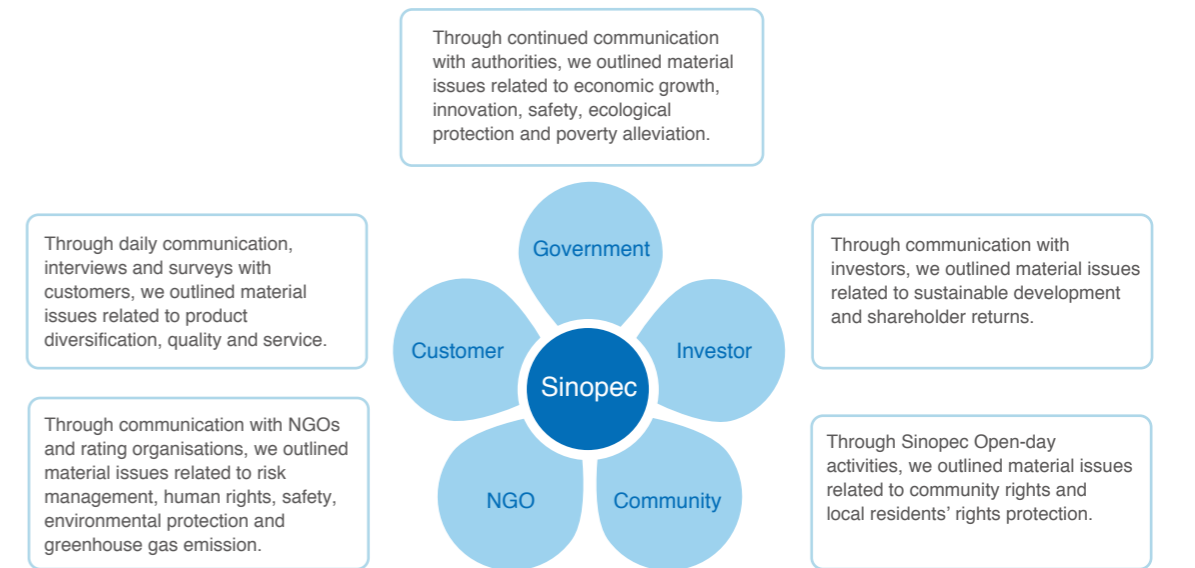 Through continued communication
with authorities, we outlined material
issues related to economic growth,
innovation, safety, ecological
protection and poverty alleviation.
Through daily communication,
interviews and surveys with
customers, we outlined material
issues related to product
diversification, quality and service.
Government
Through communication with
investors, we outlined material issues
related to sustainable development
and shareholder returns.
Customer
Investor
Sinopec
Through communication with NGOs
and rating organisations, we outlined
material issues related to risk
management, human rights, safety,
environmental protection and
greenhouse gas emission.
NGO
Community
Through Sinopec Open-day
activities, we outlined material issues
related to community rights and
local residents’ rights protection.